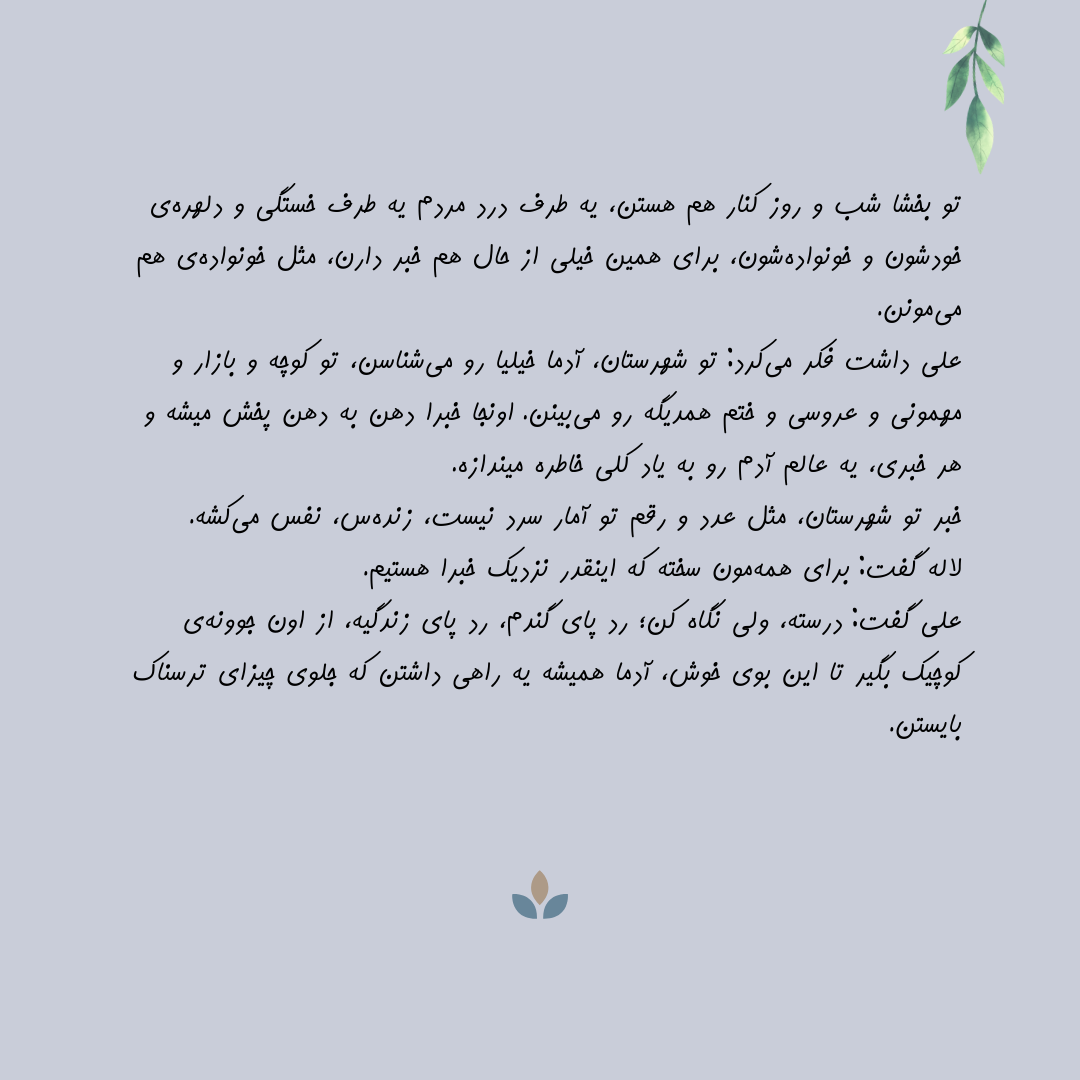 تو بخشا شب و روز کنار هم هستن، یه طرف درد مردم یه طرف خستگی و دلهره‌ی
خودشون و خونواده‌شون، برای همین خیلی از حال هم خبر دارن، مثل خونواده‌ی هم
می‌مونن.
علی داشت فکر می‌کرد: تو شهرستان، آدما خیلیا رو می‌شناسن، تو کوچه و بازار و
مهمونی و عروسی و ختم همدیگه رو می‌بینن. اونجا خبرا دهن به دهن پخش میشه و
هر خبری، یه عالم آدم رو به یاد کلی خاطره میندازه.
خبر تو شهرستان، مثل عدد و رقم تو آمار سرد نیست، زنده‌س، نفس می‌کشه.
لاله گفت: برای همه‌مون سخته که اینقدر نزدیک خبرا هستیم.
علی گفت: درسته، ولی نگاه کن؛ رد پای گندم، رد پای زندگیه، از اون جوونه‌ی
کوچیک بگیر تا این بوی خوش، آدما همیشه یه راهی داشتن که جلوی چیزای ترسناک
بایستن.